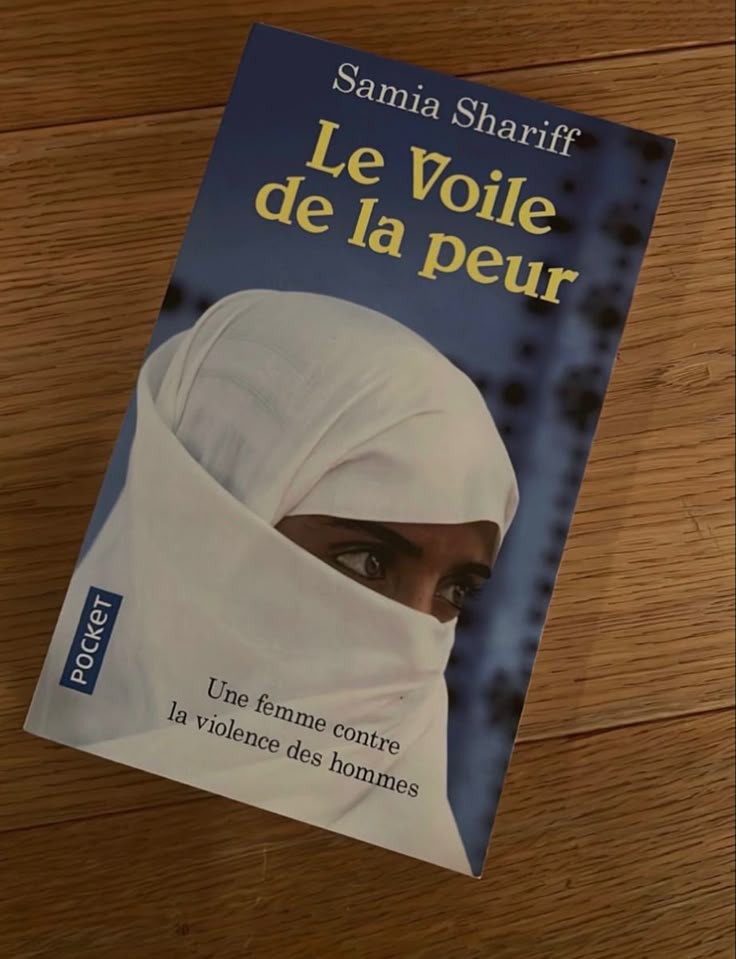 Samia Shariff
Le Voile
de la peur
POCKET
Une femme contre
la violence des hommes